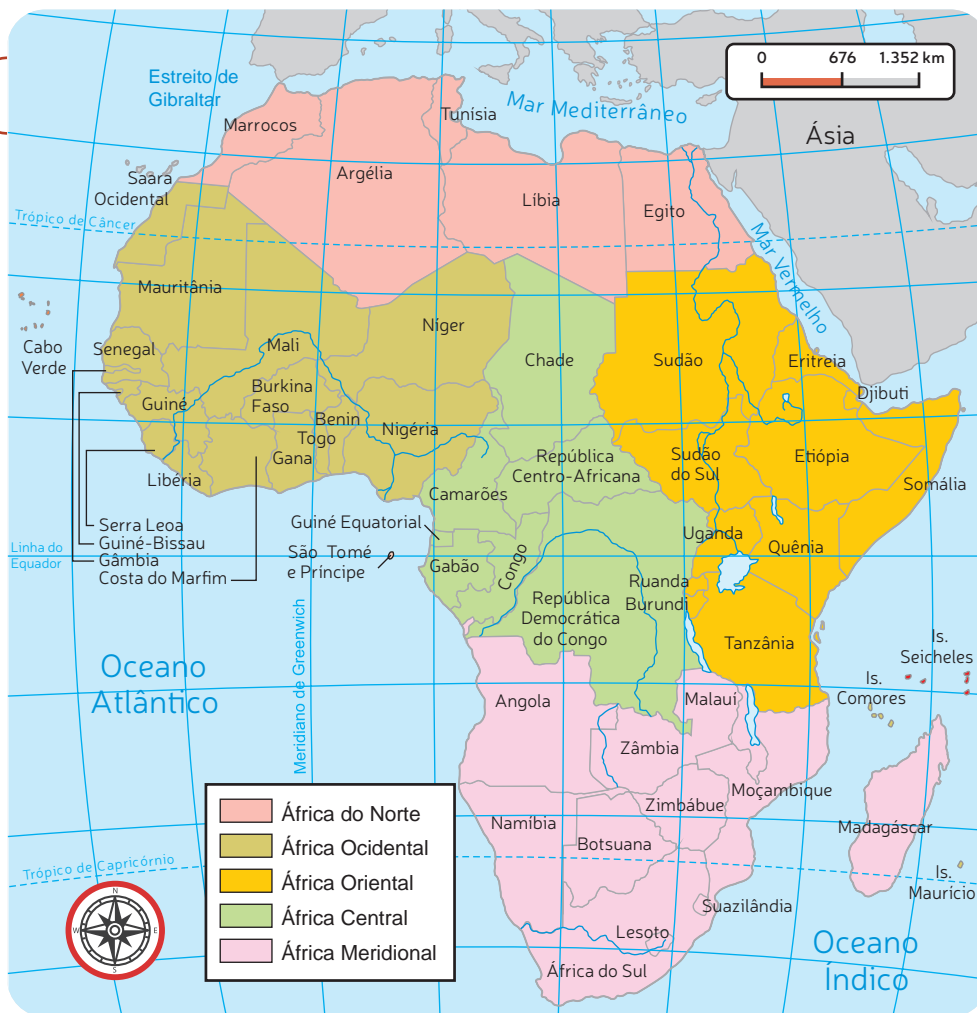 0 676 1.352 km
Estreito de
Gibraltar
Mar Mediterrâneo
Ásia
Tunísia
Marrocos
Argélia
Líbia
Egito
Saara
Ocidental
Trópico de Câncer
Mar Vermelho
Mauritânia
Níger
Chade
Sudão
Eritreia
Djibuti
Cabo
Verde
Senegal
Mali
Burkina
Faso
Guiné
Benin
Togo
Gana
Nigéria
Sudão
do Sul
Etiópia
Somália
República
Centro-Africana
Camarões
Libéria
Serra Leoa
Guiné-Bissau
Gâmbia
Costa do Marfim
Guiné Equatorial
São Tomé
e Príncipe
Linha do
Equador
Gabão
Congo
Uganda
Quênia
Ruanda
Burundi
República
Democrática
do Congo
Tanzânia
Is.
Seicheles
Is.
Comores
Oceano
Atlântico
Meridiano de Greenwich
Angola
Malauí
Zâmbia
Moçambique
Zimbábue
Namíbia
Botsuana
Madagáscar
Is.
Maurício
Trópico de Capricórnio
Suazilândia
Lesoto
África do Sul
Oceano
Índico
África do Norte
África Ocidental
África Oriental
África Central
África Meridional
N
W
E
S